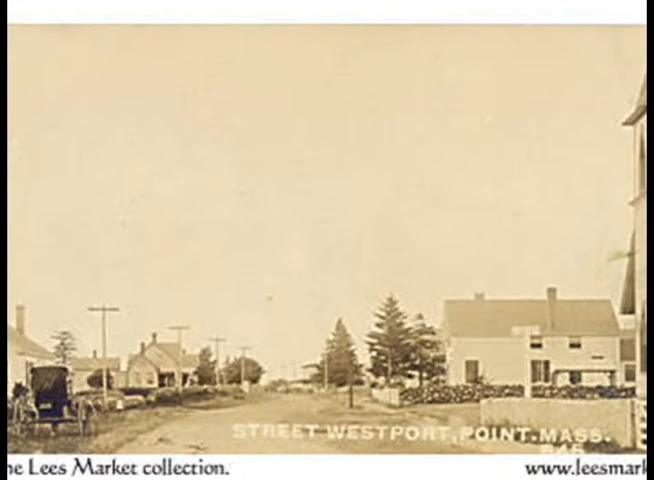 STREET WESTPORT, POINT. MASS.
he Lees Market collection.
www.leesmark